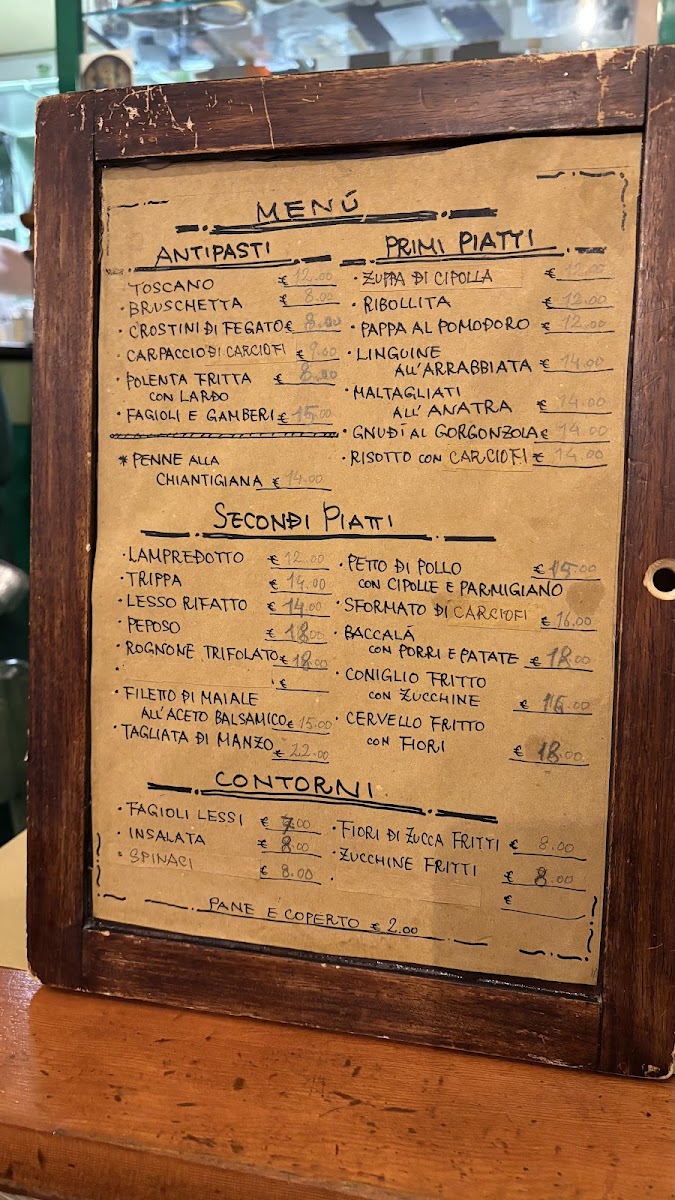 MENÚ
ANTIPASTI
TOSCANO € 12.00
· BRUSCHETTA € 8.00
· CROSTINI DI FEGATO € 8.00
· CARPACCIO DI CARCIOFI € 9.00
· POLENTA FRITTA € 8.00
CON LARDO
· FAGIOLI E GAMBERI € 15.00
* PENNE ALLA
CHIANTIGIANA € 14.00
PRIMI PIATTI
· ZUPPA DI CIPOLLA € 12.00
· RIBOLLITA € 12.00
· PAPPA AL POMODORO € 12.00
· LINGUINE
ALL'ARRABBIATA € 14.00
· MALTAGLIATI
ALL'ANATRA € 14.00
· GNUDÍ AL GORGONZOLA € 14.00
· RISOTTO CON CARCIOFI € 14.00
SECONDI PIATTI
· LAMPREDOTTO € 12.00
· TRIPPA € 14.00
· LESSO RIFATTO € 14.00
· PEPOSO € 18.00
· ROGNONE TRIFOLATO € 18.00
· €
· FILETTO DI MAIALE
ALL'ACETO BALSAMICO € 15.00
· TAGLIATA DI MANZO € 22.00
· PETTO DI POLLO € 15.00
CON CIPOLLE E PARMIGIANO
· SFORMATO DI CARCIOFI € 16.00
· BACCALÁ
CON PORRI E PATATE € 18.00
· CONIGLIO FRITTO
CON ZUCCHINE €
· CERVELLO FRITTO
CON FIORI € 18.00
CONTORNI
· FAGIOLI LESSI € 7.00
· INSALATA € 8.00
· SPINACI € 8.00
· FIORI DI ZUCCA FRITTI € 8.00
· ZUCCHINE FRITTI € 8.00
· €
PANE E COPERTO € 2.00